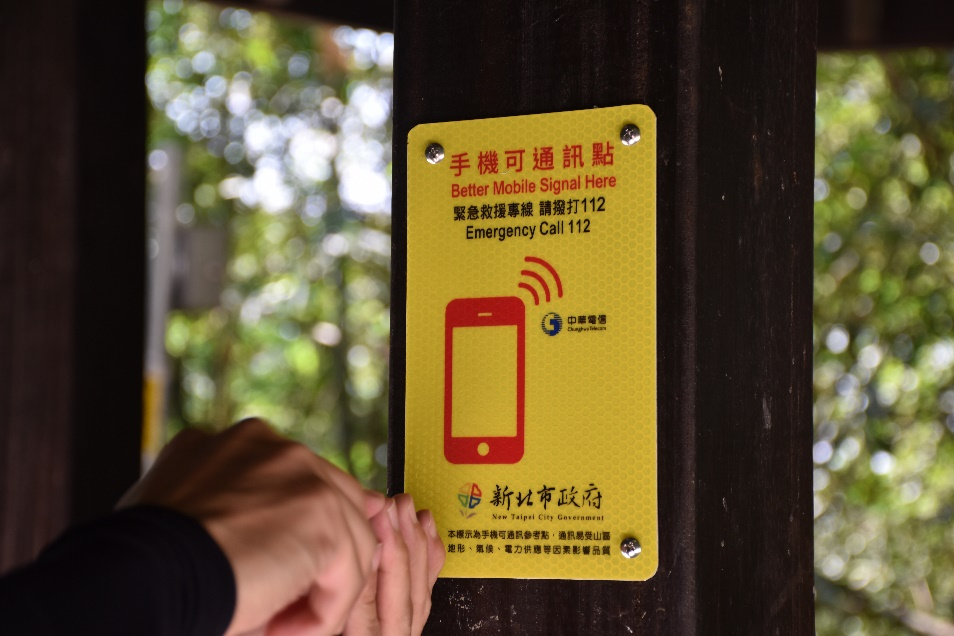 手機可通訊點
Better Mobile Signal Here
緊急救援專線 請撥打112
Emergency Call 112
中華電信
Chunghwa Telecom
新北市政府
New Taipei City Government
本標示為手機可通訊參考點，通訊易受山區
地形、氣候、電力供應等因素影響品質